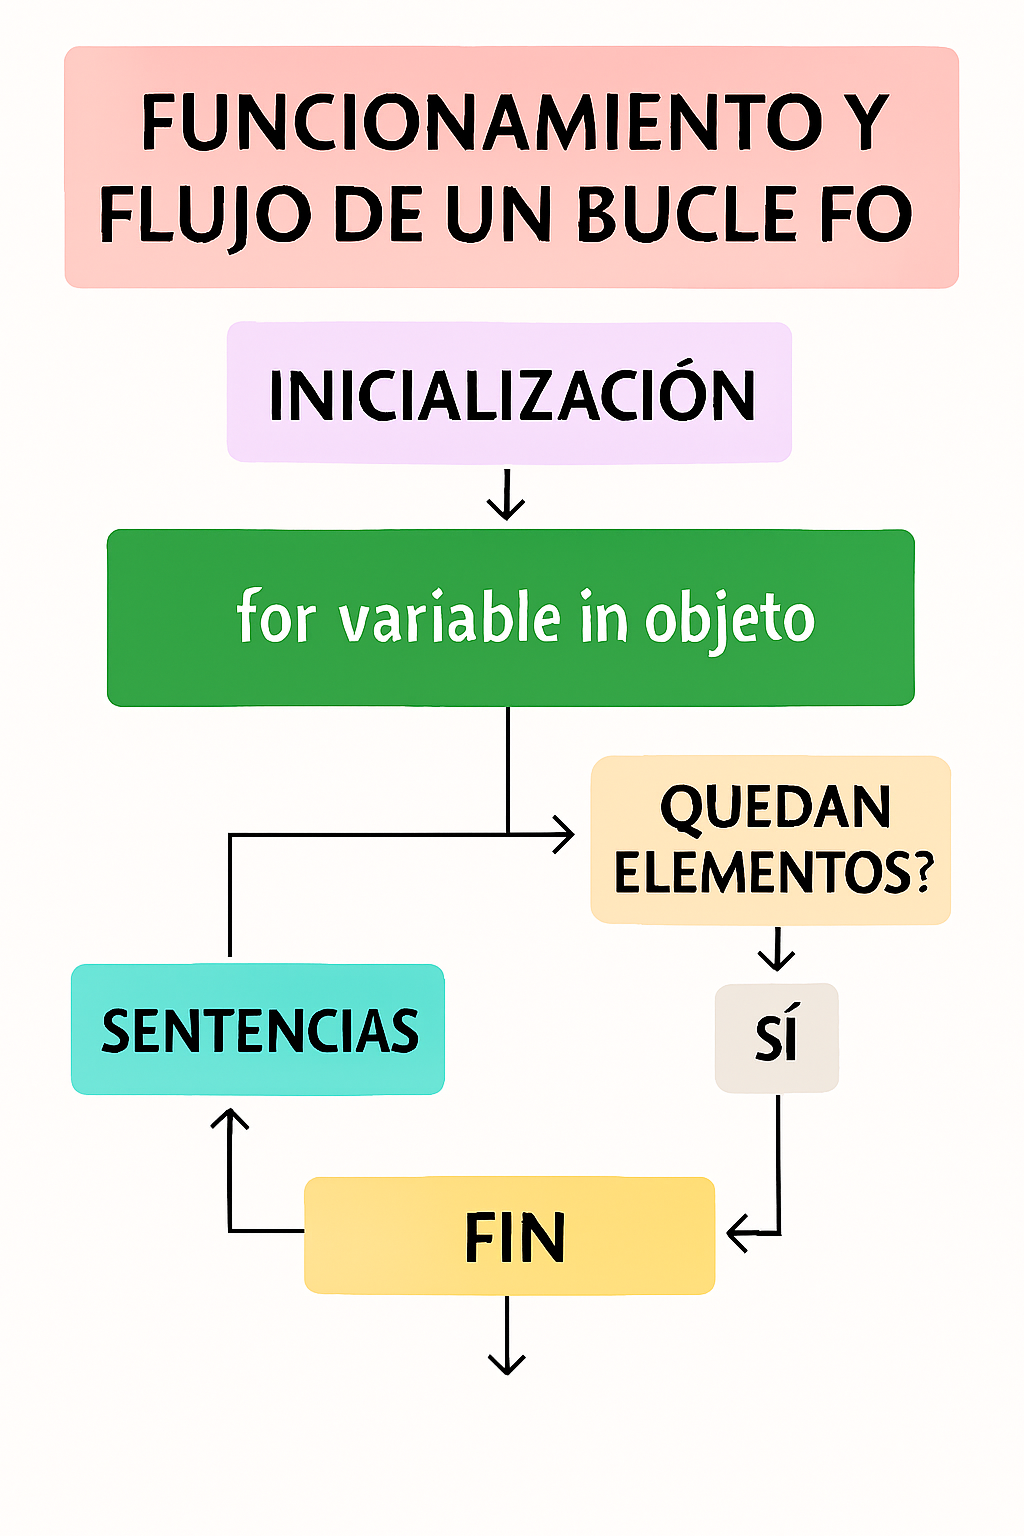 FUNCIONAMIENTO Y
FLUJO DE UN BUCLE FO
INICIALIZACIÓN
for variable in objeto
QUEDAN
ELEMENTOS?
SENTENCIAS
SÍ
FIN